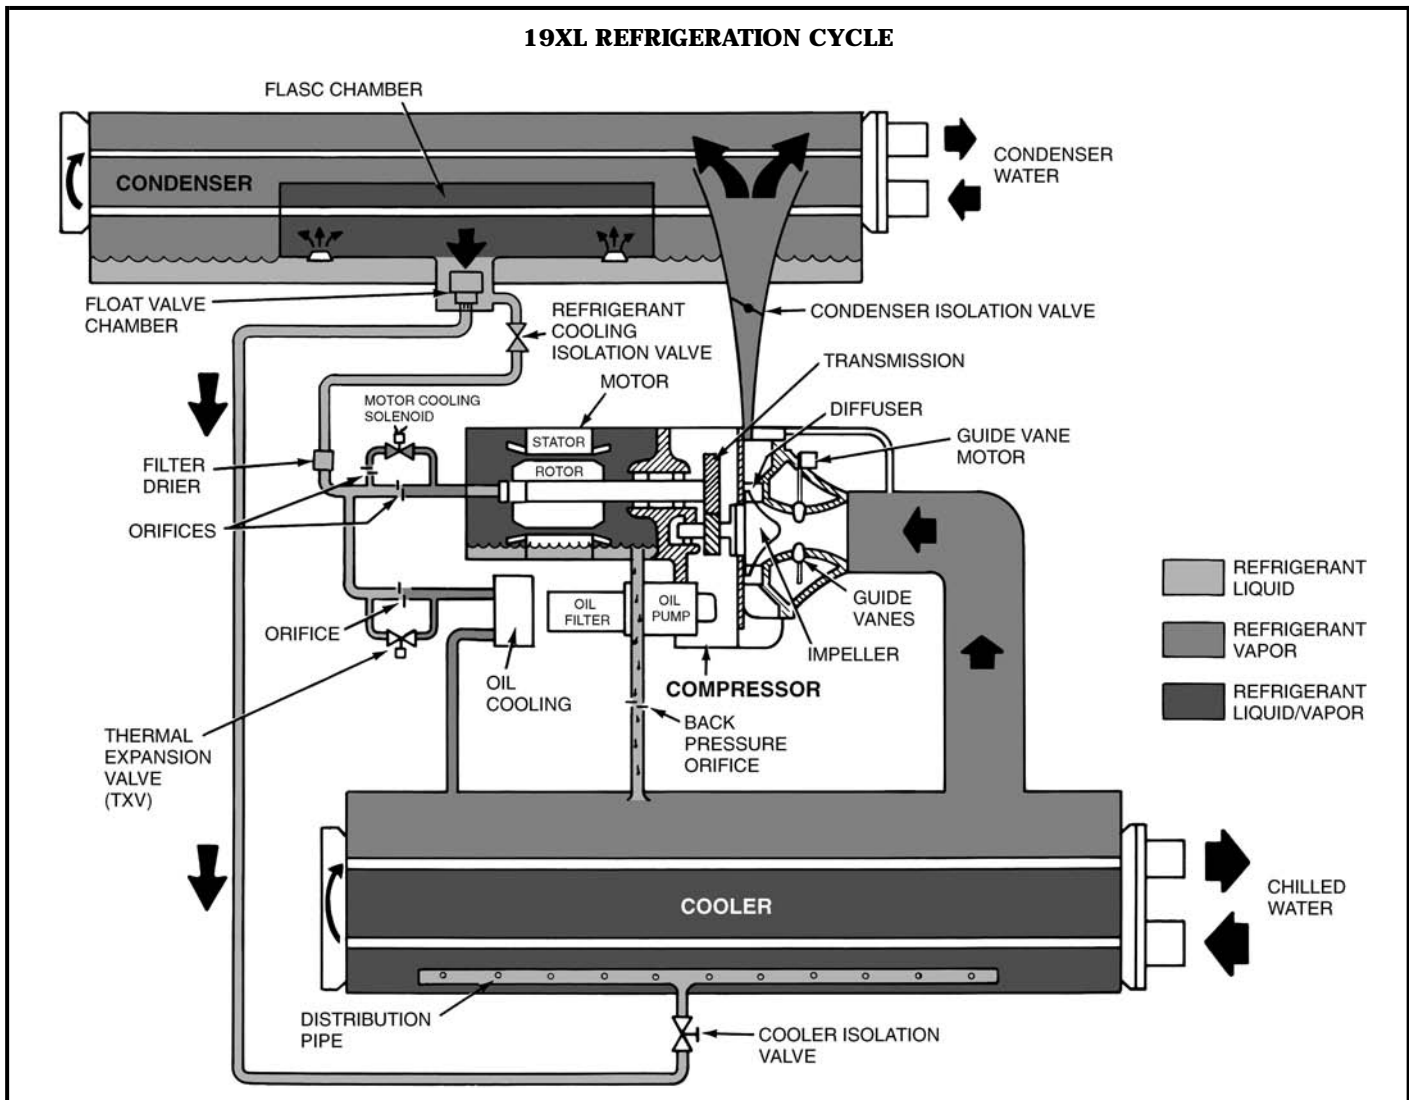 19XL REFRIGERATION CYCLE
FLASC CHAMBER
CONDENSER
CONDENSER
WATER
FLOAT VALVE
CHAMBER
REFRIGERANT
COOLING
ISOLATION VALVE
CONDENSER ISOLATION VALVE
TRANSMISSION
MOTOR
MOTOR COOLING
SOLENOID
DIFFUSER
GUIDE VANE
MOTOR
STATOR
ROTOR
FILTER
DRIER
ORIFICES
REFRIGERANT
LIQUID
REFRIGERANT
VAPOR
REFRIGERANT
LIQUID/VAPOR
OIL
FILTER
OIL
PUMP
GUIDE
VANES
ORIFICE
IMPELLER
OIL
COOLING
COMPRESSOR
BACK
PRESSURE
ORIFICE
THERMAL
EXPANSION
VALVE
(TXV)
COOLER
CHILLED
WATER
DISTRIBUTION
PIPE
COOLER ISOLATION
VALVE